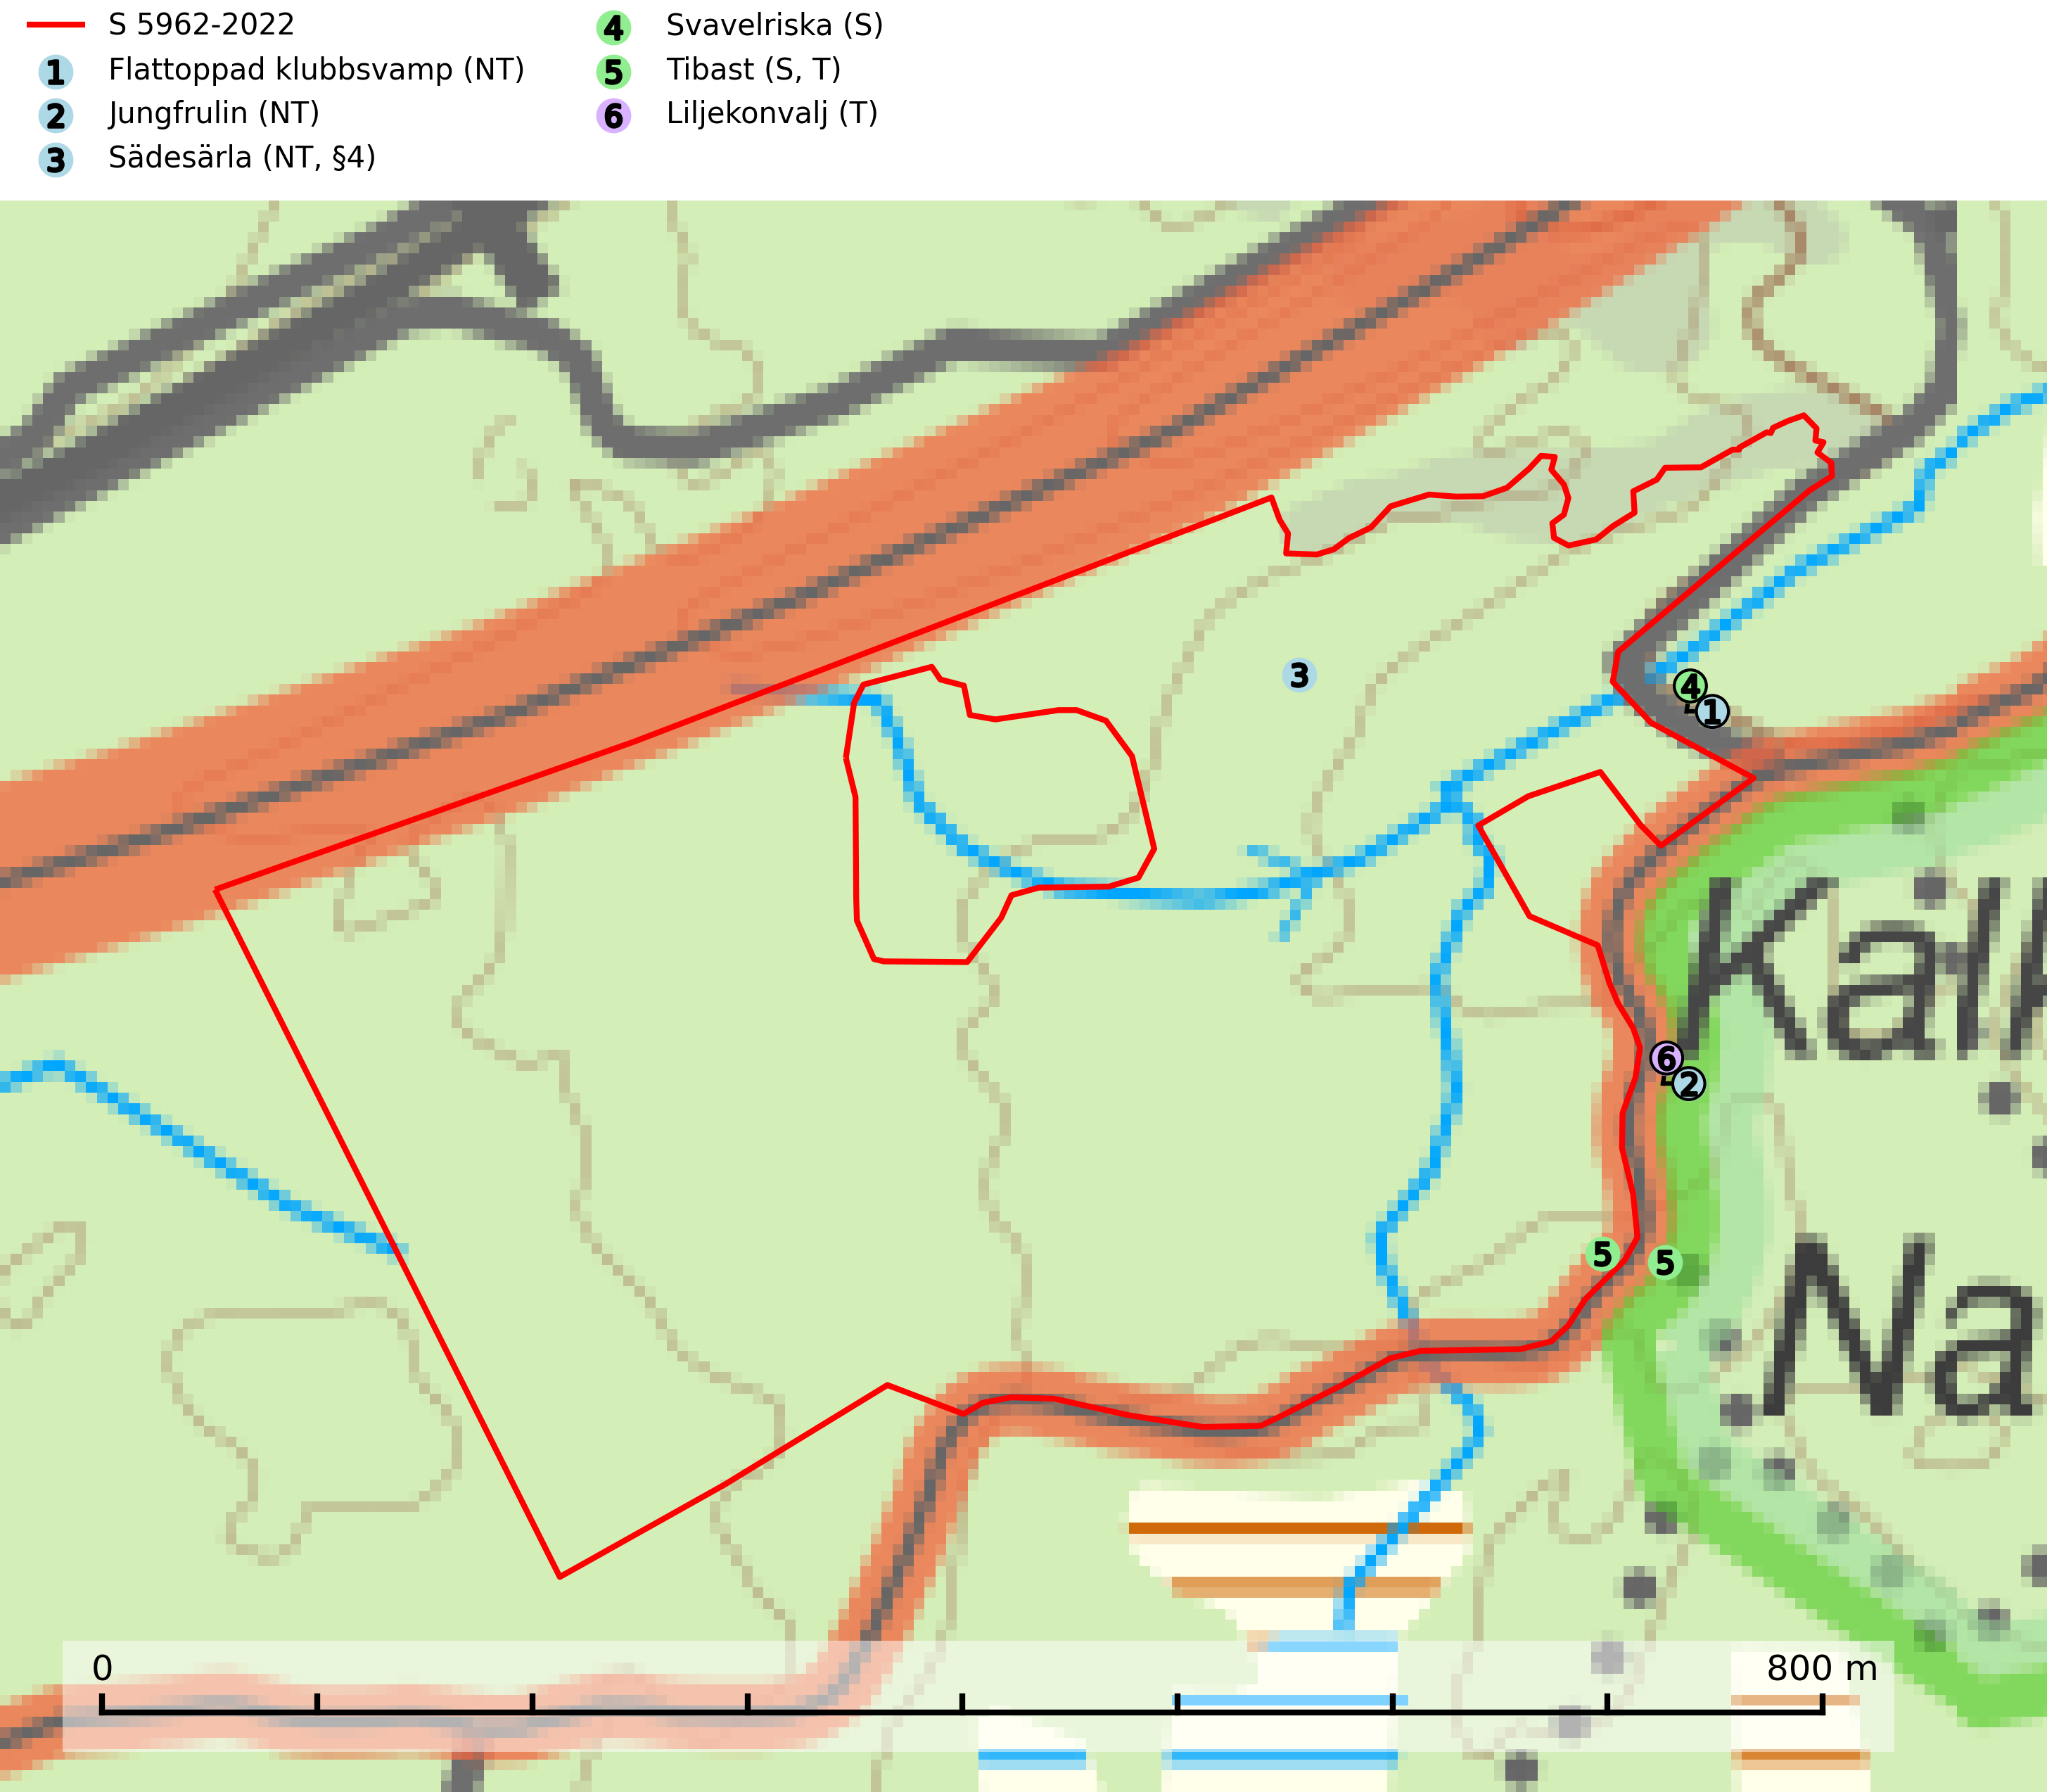 S 5962-2022
1 Flattoppad klubbsvamp (NT)
2 Jungfrulin (NT)
3 Sädesärla (NT, §4)
4 Svavelriska (S)
5 Tibast (S, T)
6 Liljekonvalj (T)
3
4
1
6
2
5
5
Na
0
800 m